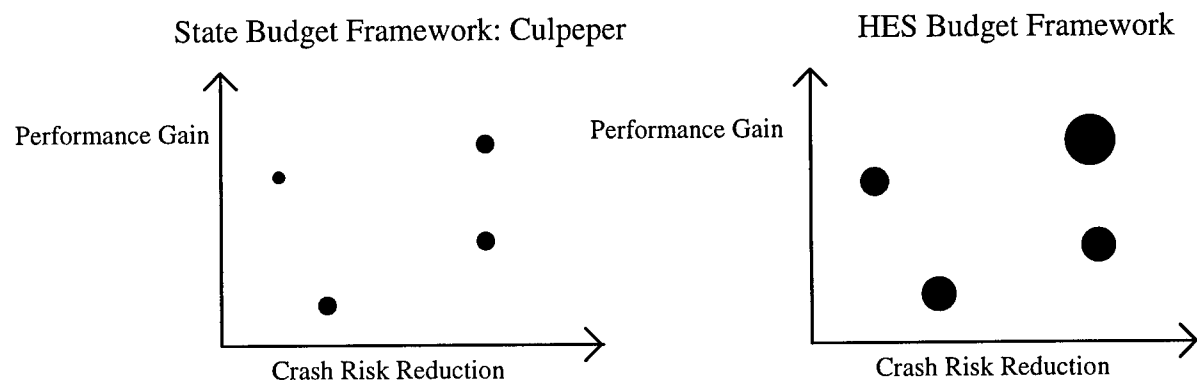 State Budget Framework: Culpeper
Performance Gain
Crash Risk Reduction
HES Budget Framework
Performance Gain
Crash Risk Reduction